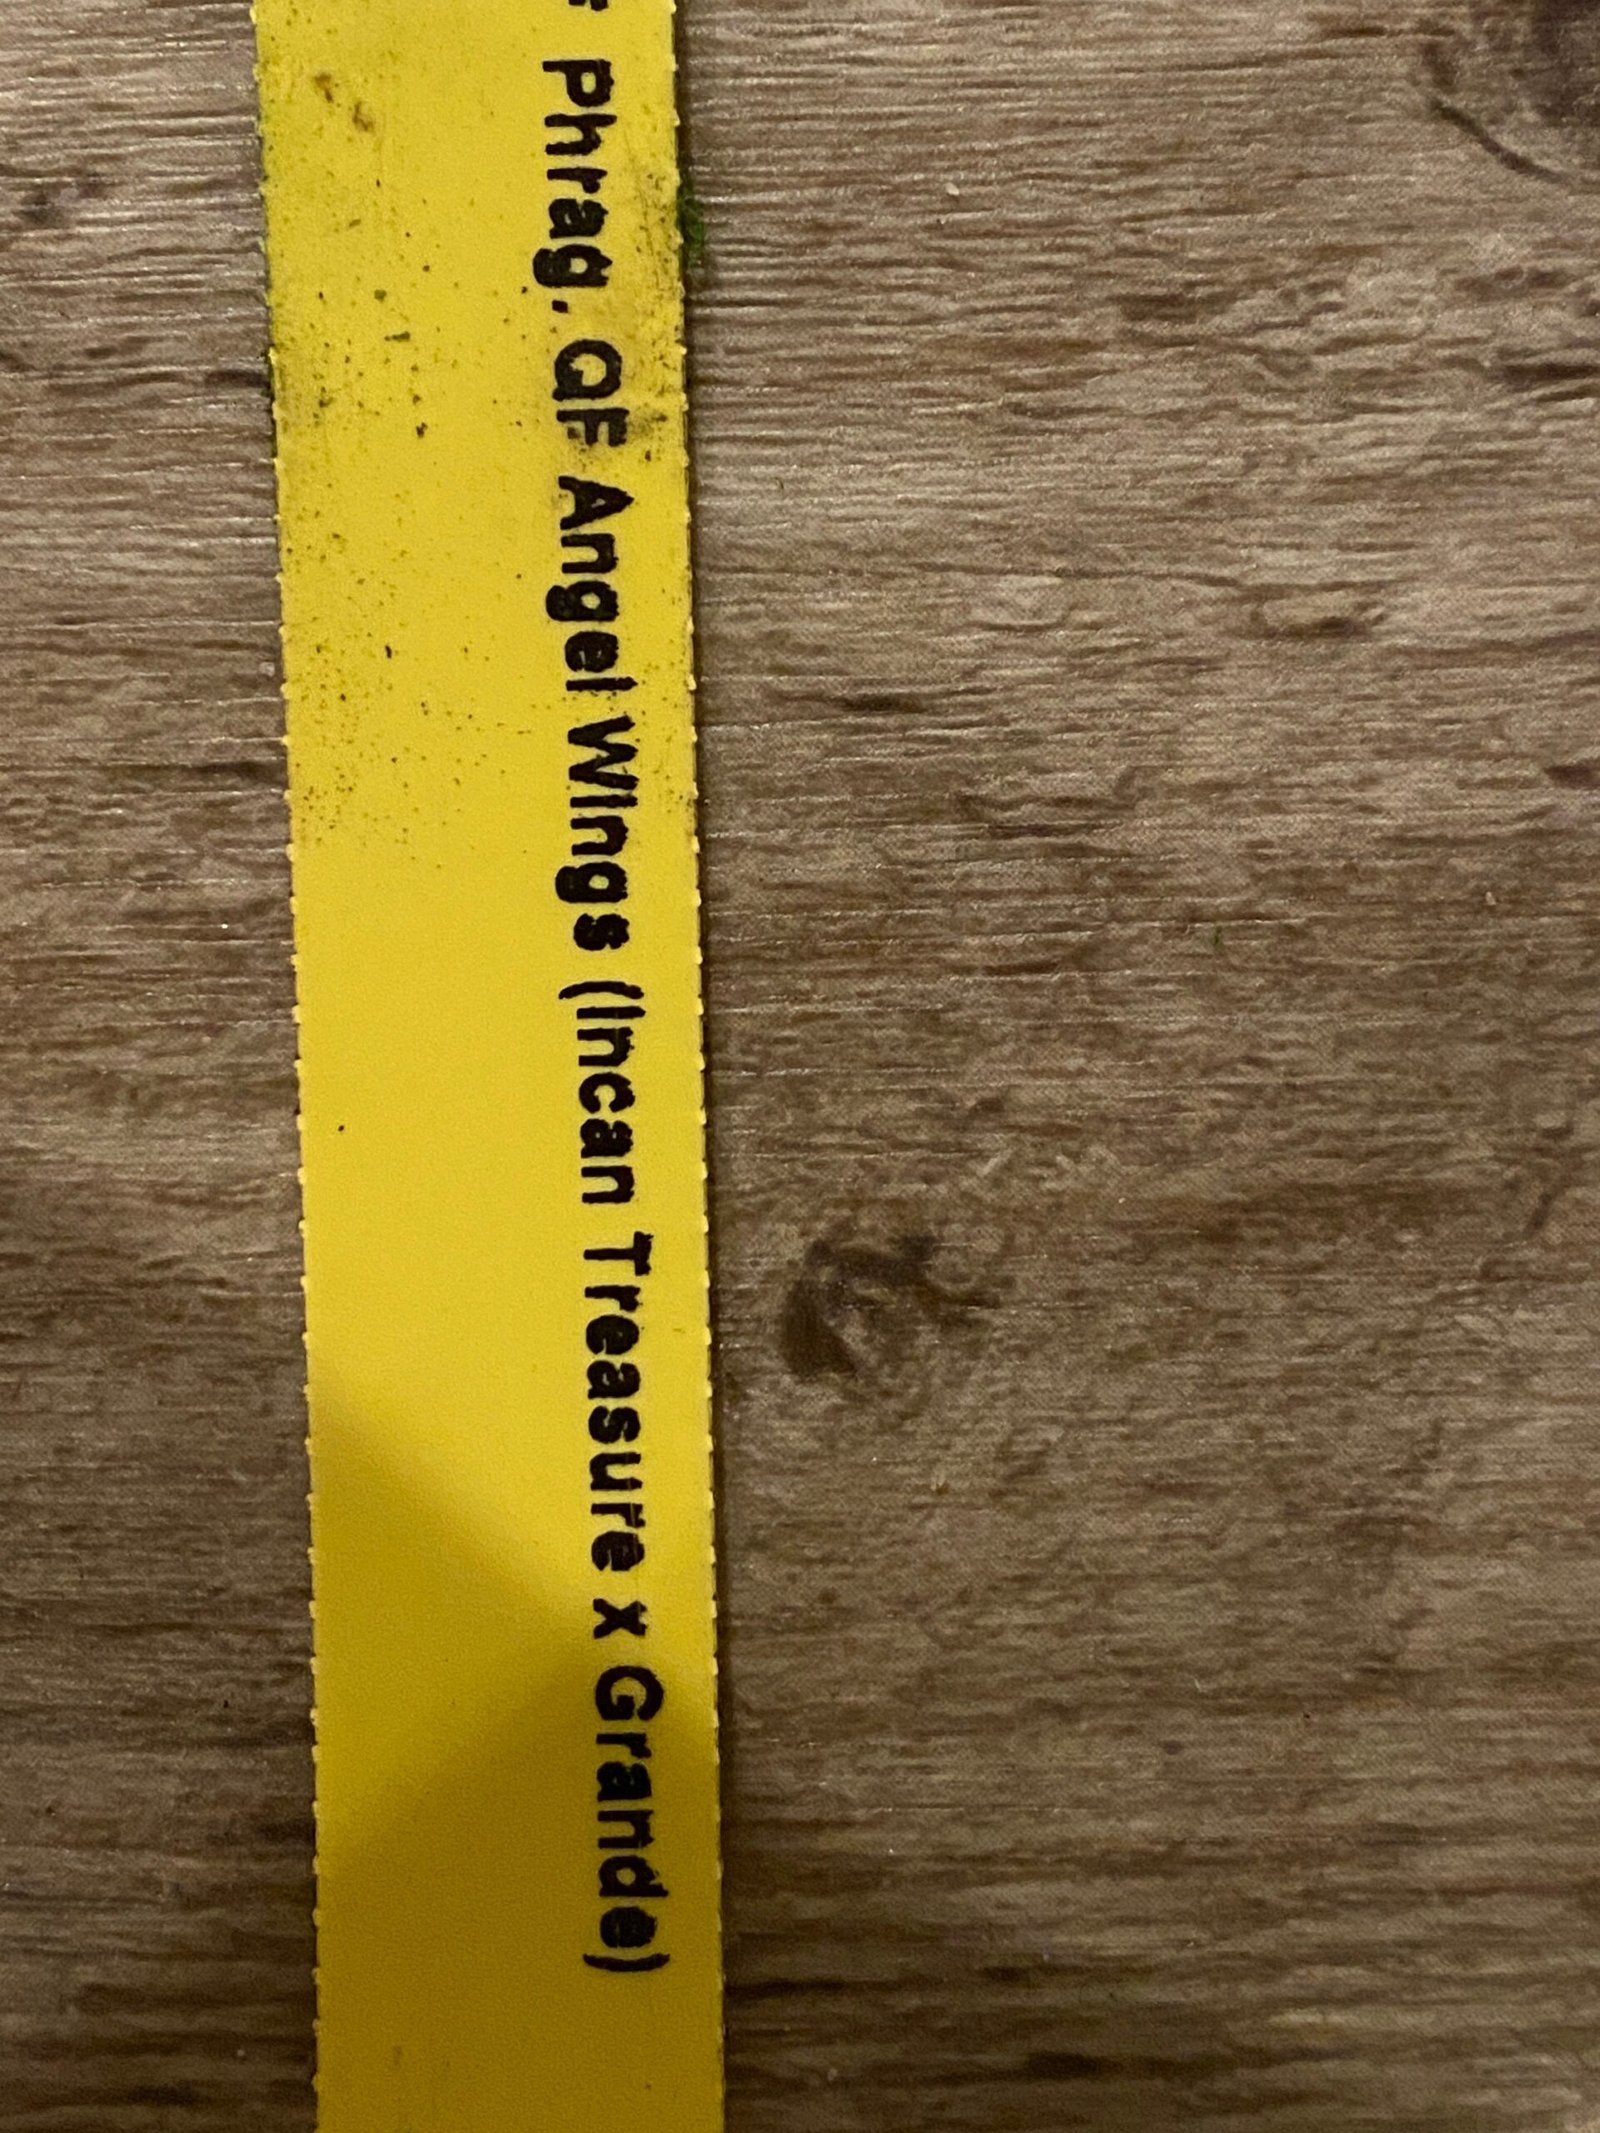 Phrag. QF Angel Wings (Incan Treasure x Grande)